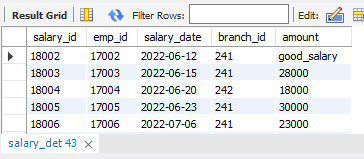 Result Grid Filter Rows: Edit:
salary_id emp_id salary_date branch_id amount
18002 17002 2022-06-12 241 good_salary
18003 17003 2022-06-15 241 28000
18004 17004 2022-06-20 242 18000
18005 17005 2022-06-23 241 30000
18006 17006 2022-07-06 241 23000
salary_det 43